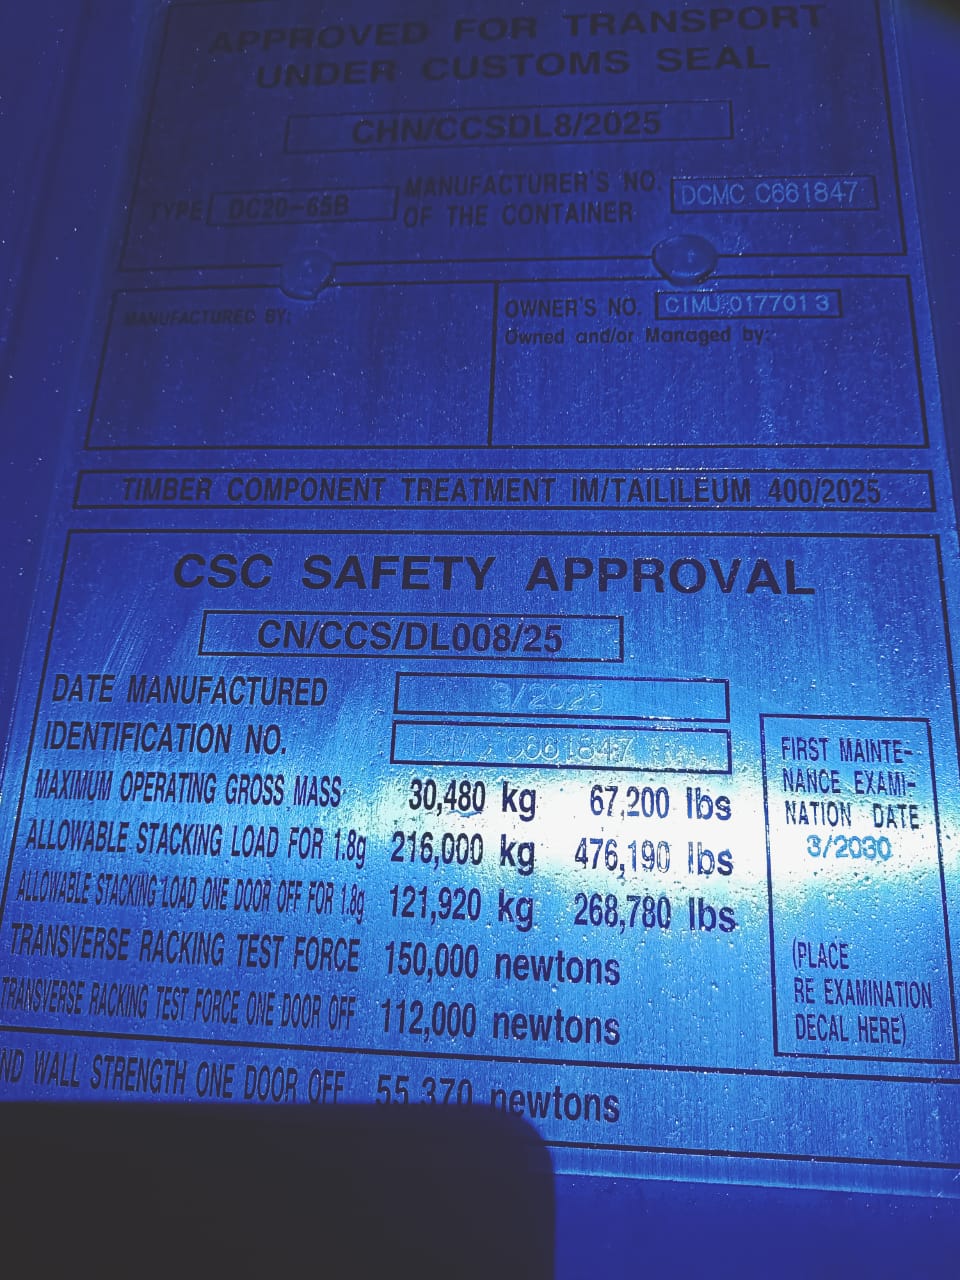 APPROVED FOR TRANSPORT
UNDER CUSTOMS SEAL
CHN/CCSDL8/2025
TYPE DC20-65B
MANUFACTURER'S NO.
OF THE CONTAINER
DCMC C661847
MANUFACTURED BY:
OWNER'S NO. CIMU 017701 3
Owned and/or Managed by:
TIMBER COMPONENT TREATMENT IM/TAILILEUM 400/2025
CSC SAFETY APPROVAL
CN/CCS/DL008/25
DATE MANUFACTURED 3/2025
IDENTIFICATION NO. DCMC C661847
MAXIMUM OPERATING GROSS MASS 30,480 kg 67,200 lbs
ALLOWABLE STACKING LOAD FOR 1.8g 216,000 kg 476,190 lbs
ALLOWABLE STACKING LOAD ONE DOOR OFF FOR 1.8g 121,920 kg 268,780 lbs
TRANSVERSE RACKING TEST FORCE 150,000 newtons
TRANSVERSE RACKING TEST FORCE ONE DOOR OFF 112,000 newtons
ND WALL STRENGTH ONE DOOR OFF 55,370 newtons
FIRST MAINTE-
NANCE EXAMI-
NATION DATE
3/2030
(PLACE
RE EXAMINATION
DECAL HERE)